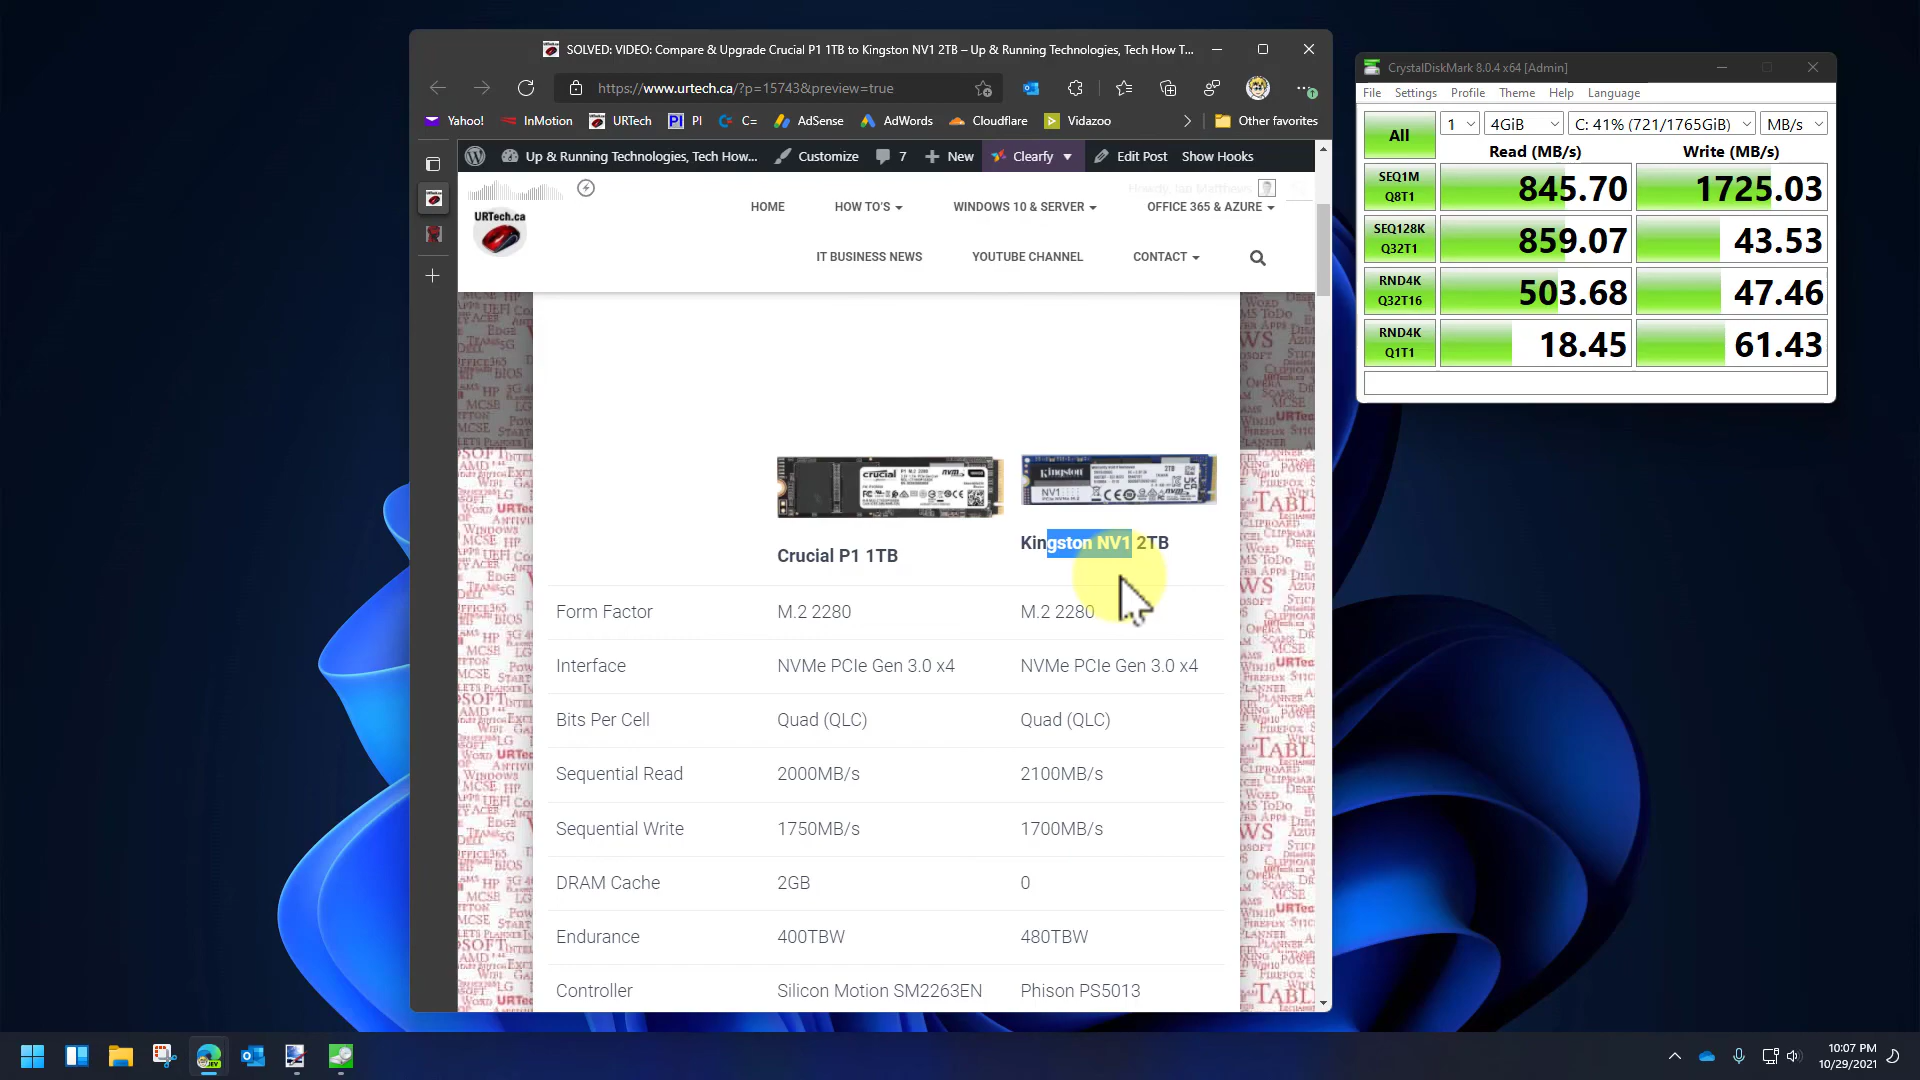 SOLVED: VIDEO: Compare & Upgrade Crucial P1 1TB to Kingston NV1 2TB – Up & Running Technologies, Tech How T...
https://www.urtech.ca/?p=15743&preview=true
Yahoo! InMotion URTech PI C= AdSense AdWords Cloudflare Vidazoo Other favorites
Up & Running Technologies, Tech How... Customize 7 New Clearfy Edit Post Show Hooks
Howdy, Ian Matthews
URTech.ca
HOME HOW TO'S WINDOWS 10 & SERVER OFFICE 365 & AZURE
IT BUSINESS NEWS YOUTUBE CHANNEL CONTACT
crucial
Kingston
NV1
2TB
Crucial P1 1TB Kingston NV1 2TB
Form Factor M.2 2280 M.2 2280
Interface NVMe PCIe Gen 3.0 x4 NVMe PCIe Gen 3.0 x4
Bits Per Cell Quad (QLC) Quad (QLC)
Sequential Read 2000MB/s 2100MB/s
Sequential Write 1750MB/s 1700MB/s
DRAM Cache 2GB 0
Endurance 400TBW 480TBW
Controller Silicon Motion SM2263EN Phison PS5013
CrystalDiskMark 8.0.4 x64 [Admin]
File Settings Profile Theme Help Language
All 1 4GiB C: 41% (721/1765GiB) MB/s
Read (MB/s) Write (MB/s)
SEQ1M
Q8T1 845.70 1725.03
SEQ128K
Q32T1 859.07 43.53
RND4K
Q32T16 503.68 47.46
RND4K
Q1T1 18.45 61.43
10:07 PM
10/29/2021